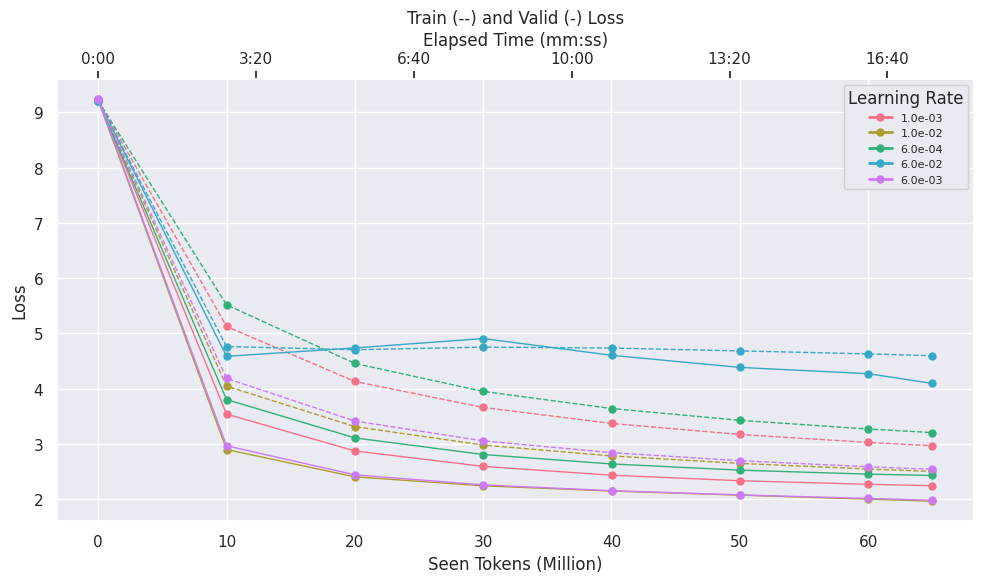 Train (--) and Valid (-) Loss
Elapsed Time (mm:ss)
0:00 3:20 6:40 10:00 13:20 16:40
Learning Rate
1.0e-03
1.0e-02
6.0e-04
6.0e-02
6.0e-03
9
8
7
6
5
4
3
2
Loss
0 10 20 30 40 50 60
Seen Tokens (Million)